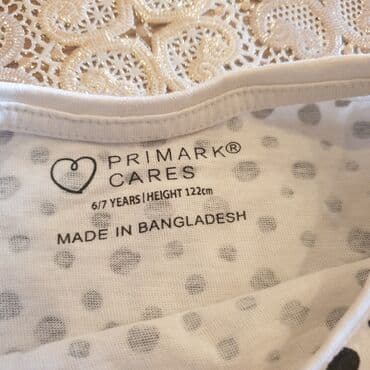 PRIMARK®
CARES
6/7 YEARS | HEIGHT 122cm
MADE IN BANGLADESH